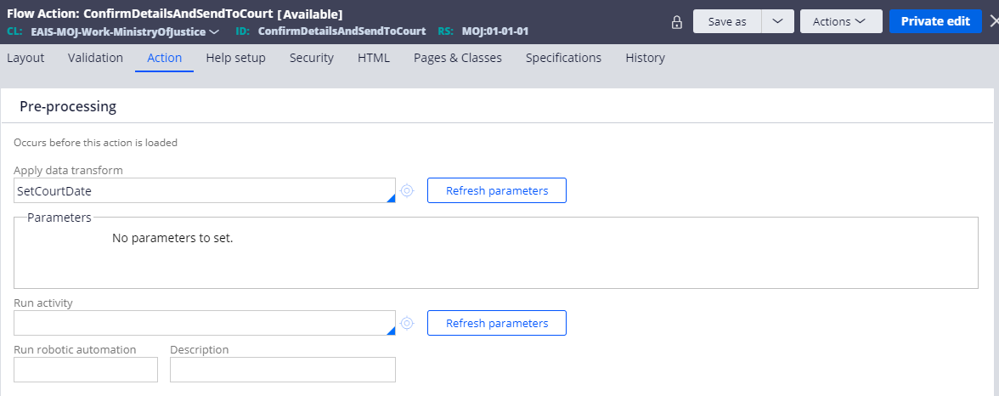 Flow Action: ConfirmDetailsAndSendToCourt [Available]
CL: EAIS-MOJ-Work-MinistryOfJustice ID: ConfirmDetailsAndSendToCourt RS: MOJ:01-01-01
Save as Actions Private edit
Layout Validation Action Help setup Security HTML Pages & Classes Specifications History
Pre-processing
Occurs before this action is loaded
Apply data transform
SetCourtDate Refresh parameters
Parameters
No parameters to set.
Run activity
Refresh parameters
Run robotic automation Description